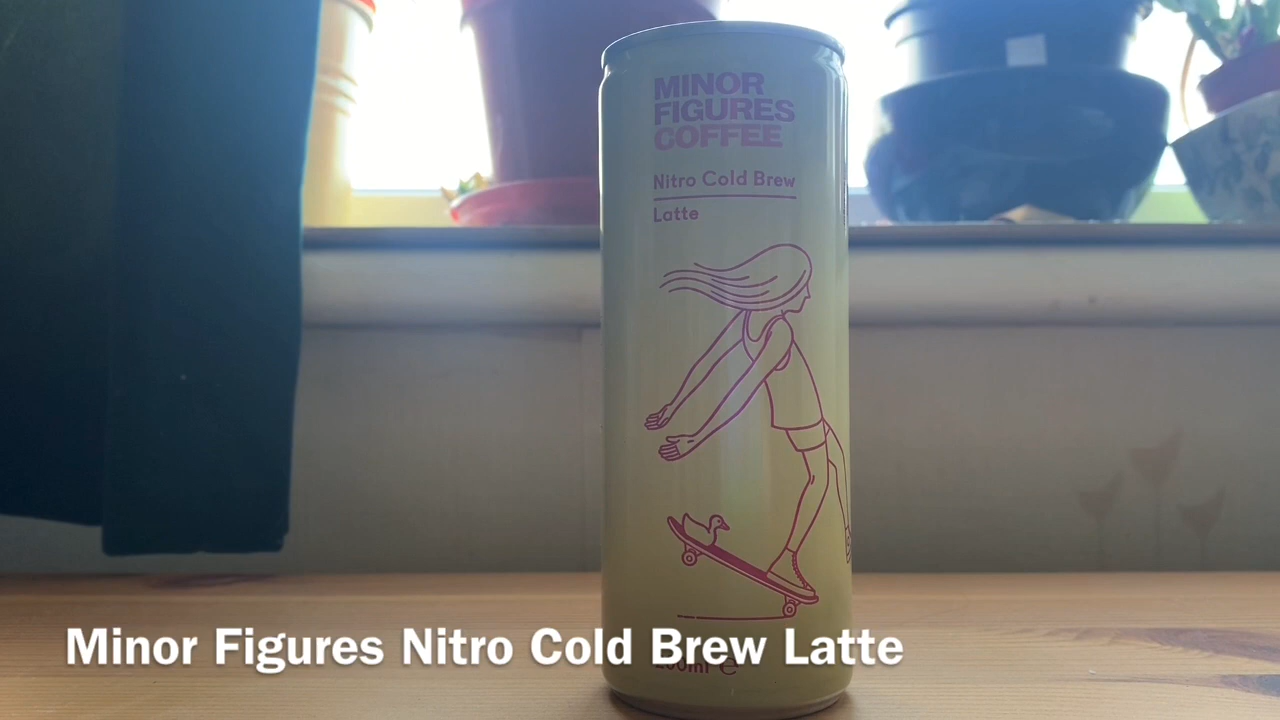 MINOR
FIGURES
COFFEE
Nitro Cold Brew
Latte
Minor Figures Nitro Cold Brew Latte